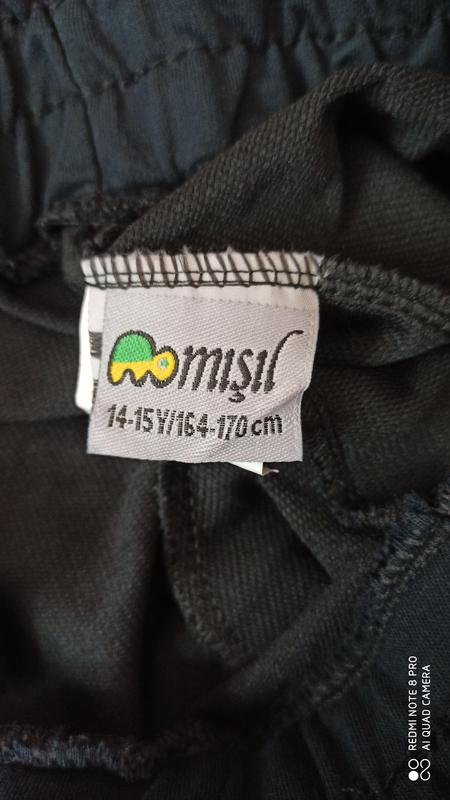 mışıl
14-15Y/164-170 cm
REDMI NOTE 8 PRO
AI QUAD CAMERA